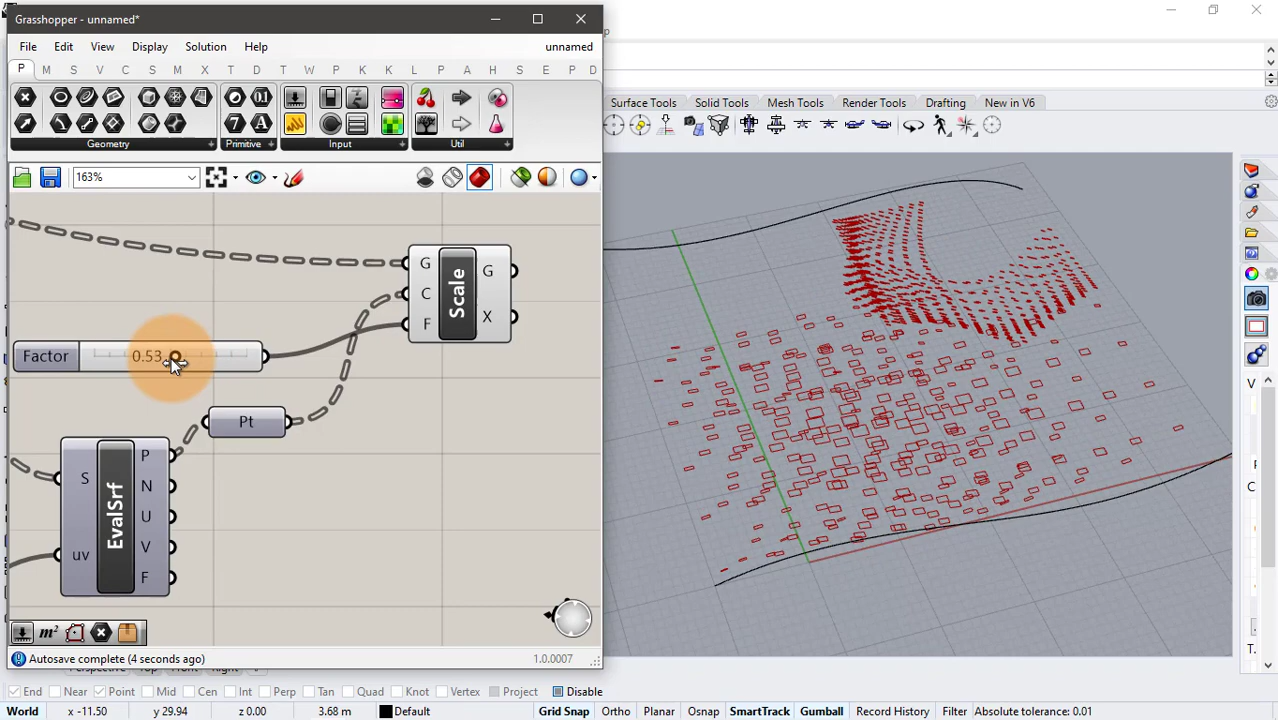 Grasshopper - unnamed*
File Edit View Display Solution Help unnamed
P M S V C S M X T D T W P K K L P A H S E B P D
Geometry Primitive Input Util
163%
Surface Tools Solid Tools Mesh Tools Render Tools Drafting New in V6
G
C
F
Scale
G
X
Factor 0.53
Pt
S
uv
EvalSrf
P
N
U
V
F
m²
Autosave complete (4 seconds ago) 1.0.0007
End Near Point Mid Cen Int Perp Tan Quad Knot Vertex Project Disable
World x -11.50 y 29.94 z 0.00 3.68 m Default Grid Snap Ortho Planar Osnap SmartTrack Gumball Record History Filter Absolute tolerance: 0.01